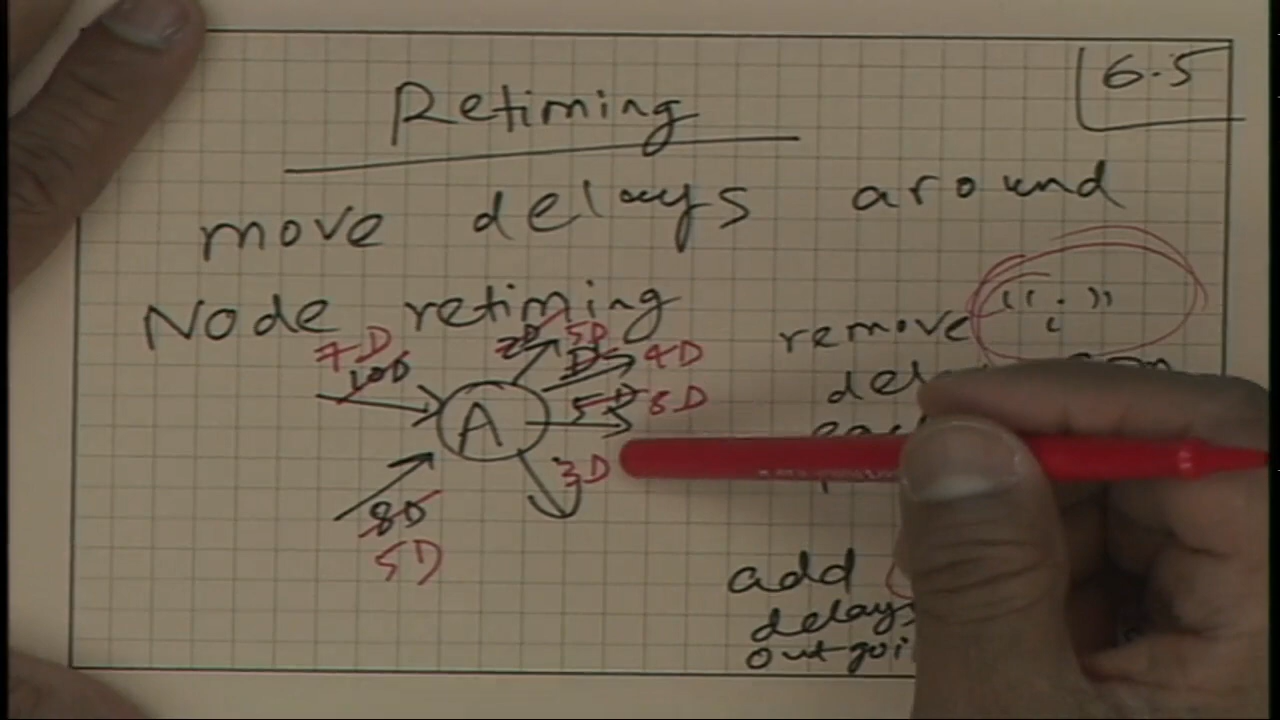 6.5
Retiming
move delays around
Node retiming
remove "i"
7D 10D
2D 5D
D 4D
5D 8D
A
3D
8D
5D
add
delays
outgoi